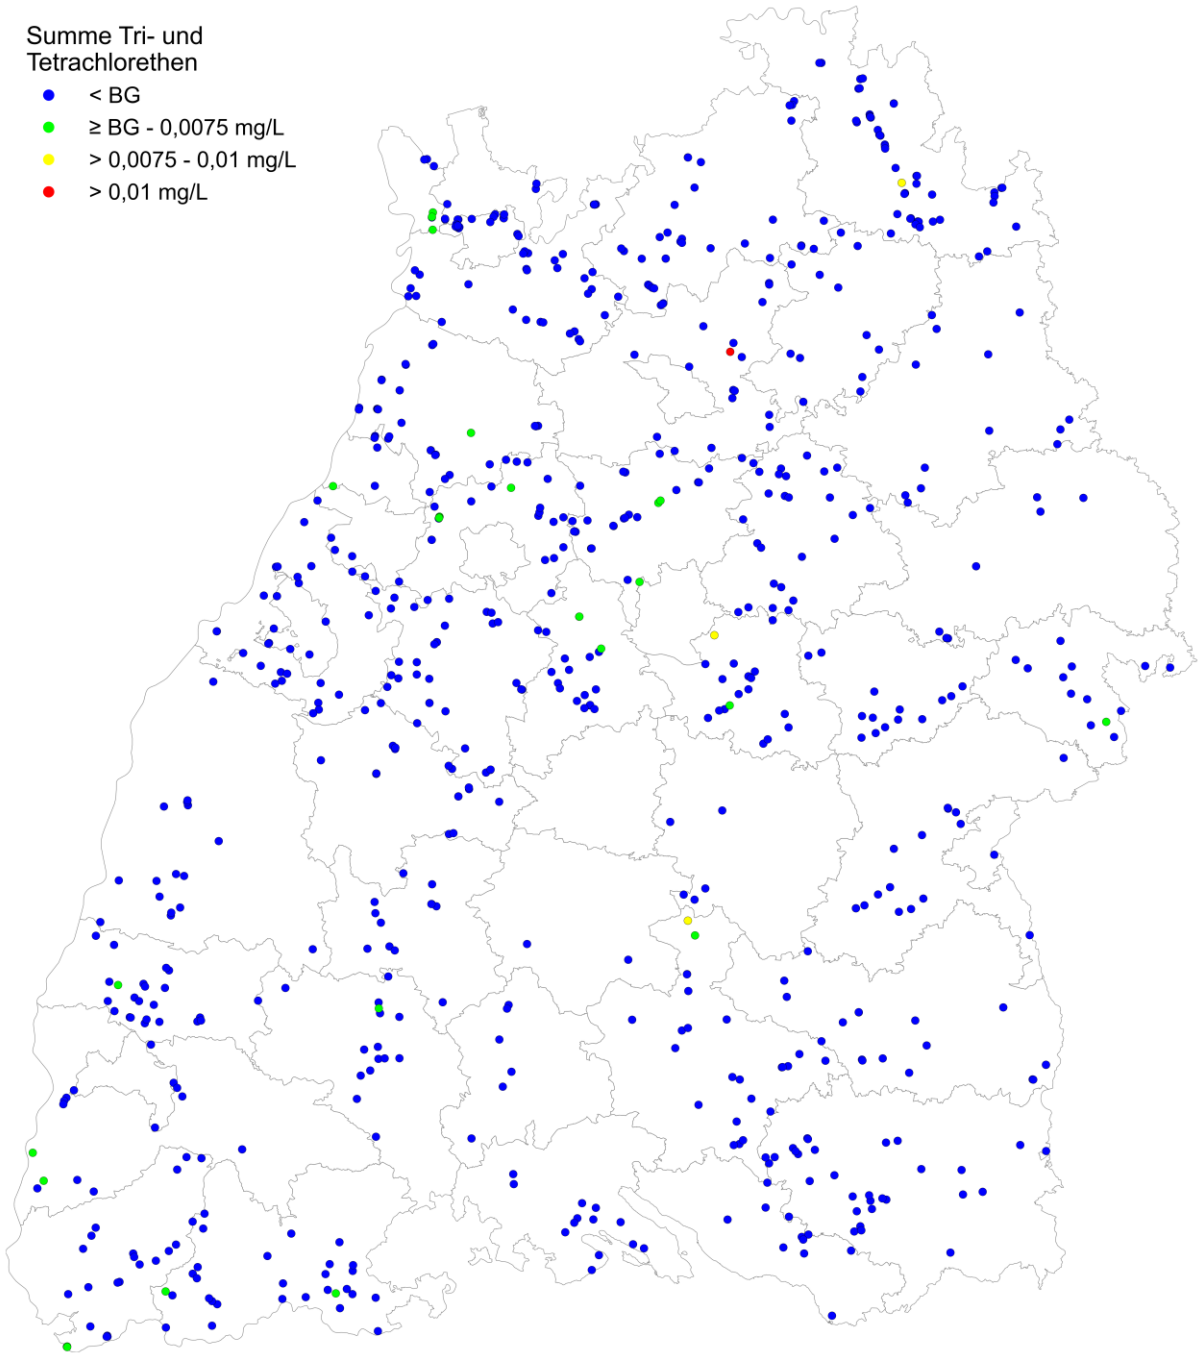 Summe Tri- und
Tetrachlorethen
< BG
≥ BG - 0,0075 mg/L
> 0,0075 - 0,01 mg/L
> 0,01 mg/L